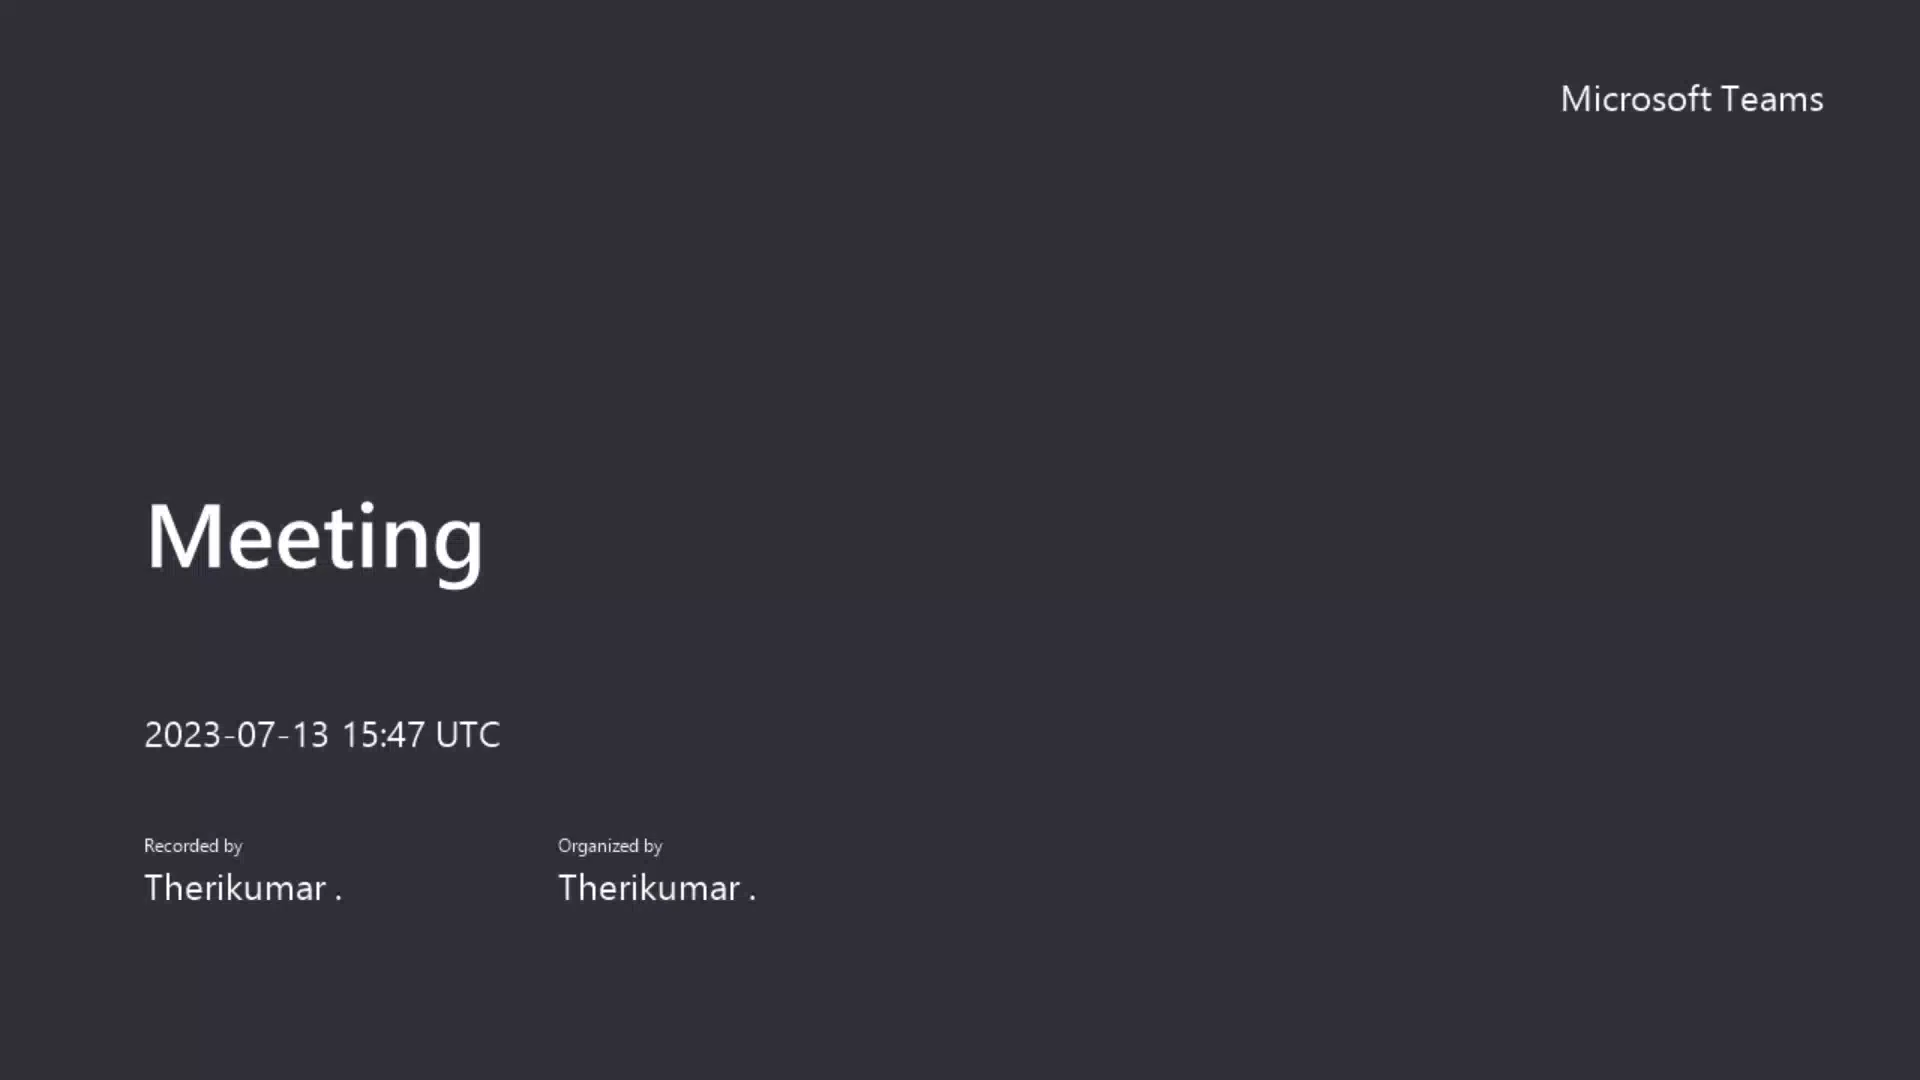 Microsoft Teams
Meeting
2023-07-13 15:47 UTC
Recorded by
Therikumar .
Organized by
Therikumar .